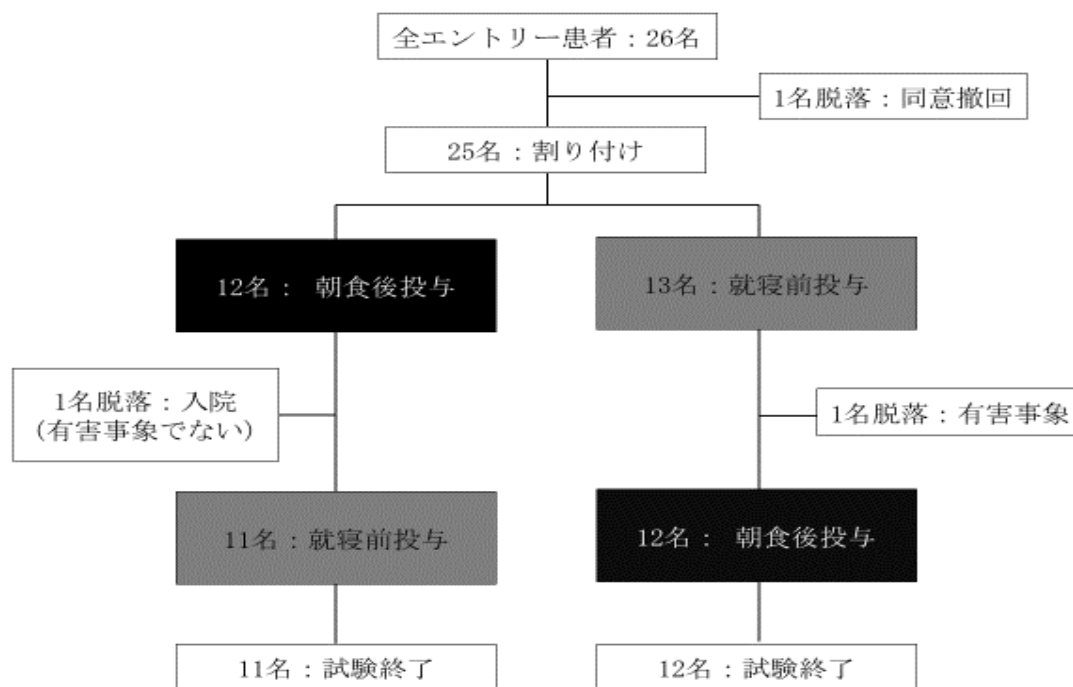 全エントリー患者：26名
1名脱落：同意撤回
25名：割り付け
12名： 朝食後投与
13名：就寝前投与
1名脱落：入院
(有害事象でない)
1名脱落：有害事象
11名：就寝前投与
12名： 朝食後投与
11名：試験終了
12名：試験終了